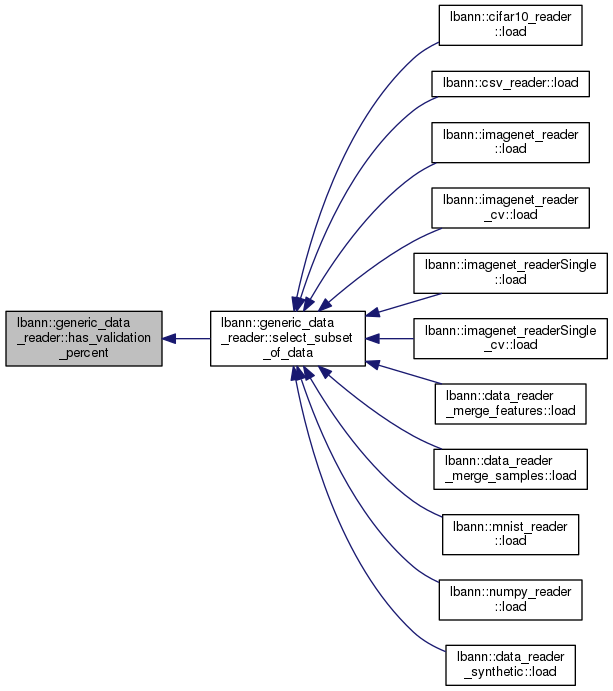 lbann::cifar10_reader
::load
lbann::csv_reader::load
lbann::imagenet_reader
::load
lbann::imagenet_reader
_cv::load
lbann::imagenet_readerSingle
::load
lbann::generic_data
_reader::has_validation
_percent
lbann::generic_data
_reader::select_subset
_of_data
lbann::imagenet_readerSingle
_cv::load
lbann::data_reader
_merge_features::load
lbann::data_reader
_merge_samples::load
lbann::mnist_reader
::load
lbann::numpy_reader
::load
lbann::data_reader
_synthetic::load